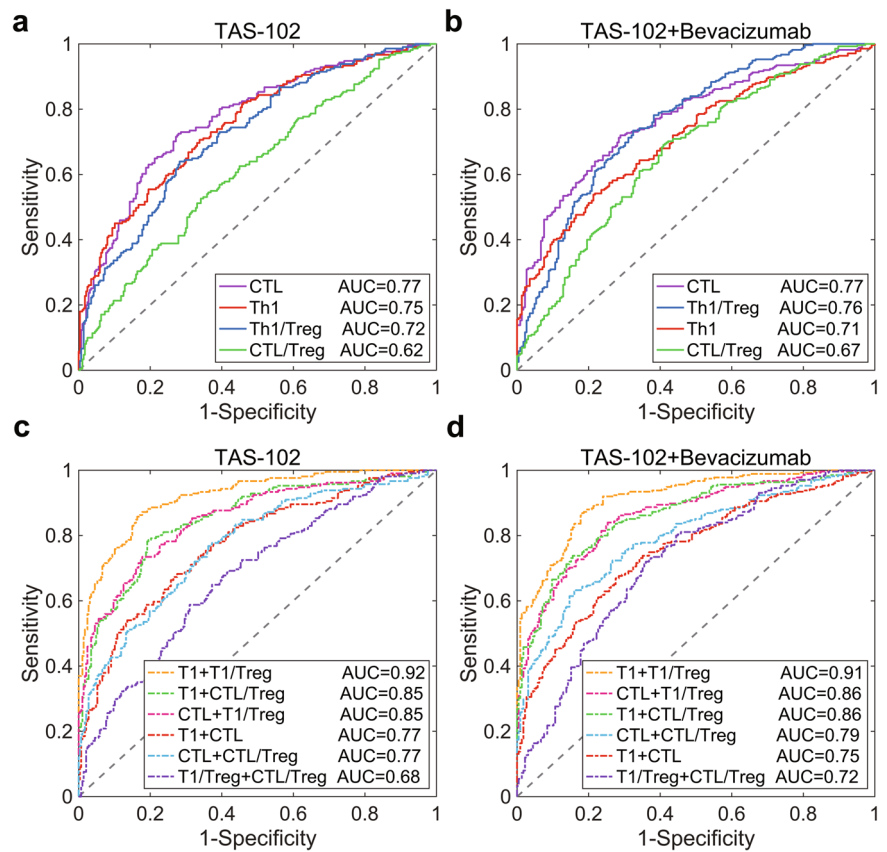 a
TAS-102
1
0.8
0.6
0.4
0.2
0
Sensitivity
CTL AUC=0.77
Th1 AUC=0.75
Th1/Treg AUC=0.72
CTL/Treg AUC=0.62
0 0.2 0.4 0.6 0.8 1
1-Specificity
b
TAS-102+Bevacizumab
1
0.8
0.6
0.4
0.2
0
Sensitivity
CTL AUC=0.77
Th1/Treg AUC=0.76
Th1 AUC=0.71
CTL/Treg AUC=0.67
0 0.2 0.4 0.6 0.8 1
1-Specificity
c
TAS-102
1
0.8
0.6
0.4
0.2
0
Sensitivity
T1+T1/Treg AUC=0.92
T1+CTL/Treg AUC=0.85
CTL+T1/Treg AUC=0.85
T1+CTL AUC=0.77
CTL+CTL/Treg AUC=0.77
T1/Treg+CTL/Treg AUC=0.68
0 0.2 0.4 0.6 0.8 1
1-Specificity
d
TAS-102+Bevacizumab
1
0.8
0.6
0.4
0.2
0
Sensitivity
T1+T1/Treg AUC=0.91
CTL+T1/Treg AUC=0.86
T1+CTL/Treg AUC=0.86
CTL+CTL/Treg AUC=0.79
T1+CTL AUC=0.75
T1/Treg+CTL/Treg AUC=0.72
0 0.2 0.4 0.6 0.8 1
1-Specificity